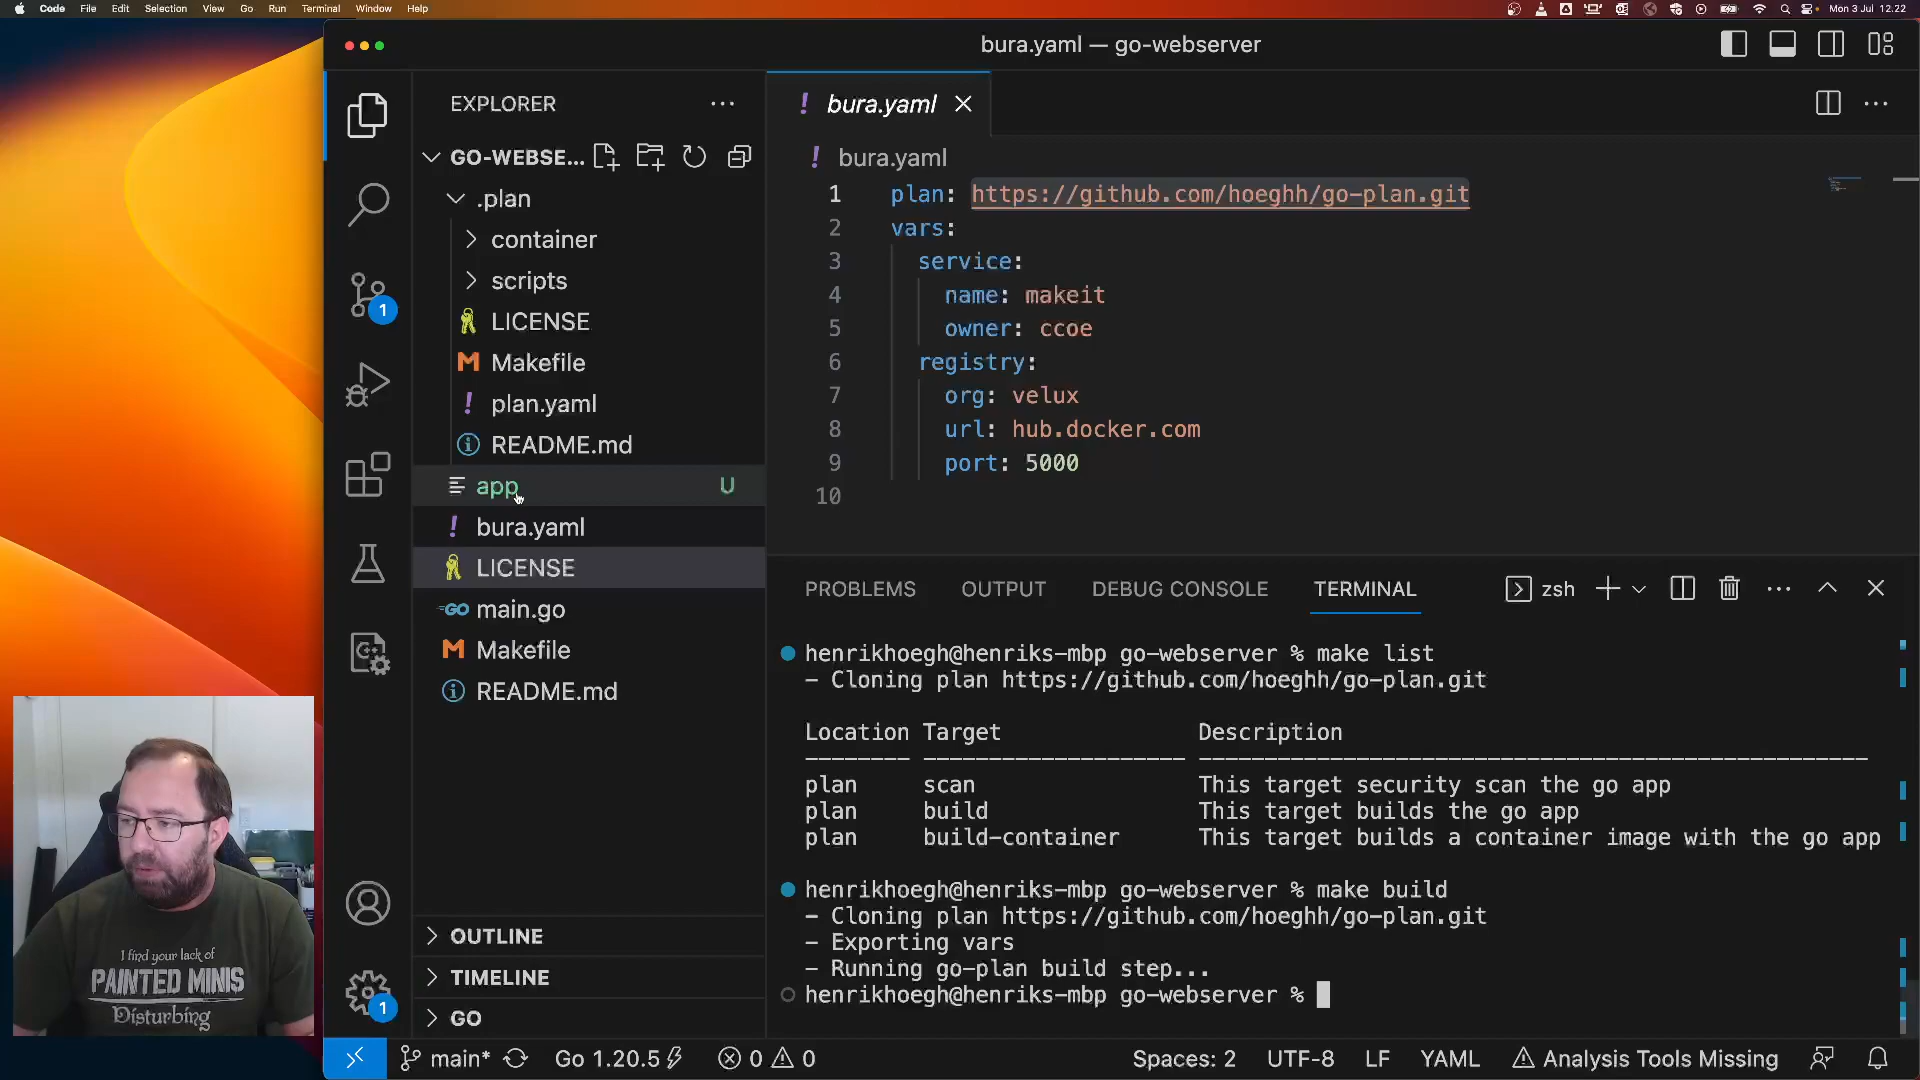 Code File Edit Selection View Go Run Terminal Window Help
Mon 3 Jul 12.22
bura.yaml — go-webserver
EXPLORER
GO-WEBSE...
.plan
container
scripts
LICENSE
Makefile
plan.yaml
README.md
app U
bura.yaml
LICENSE
main.go
Makefile
README.md
OUTLINE
TIMELINE
GO
1
1
! bura.yaml
! bura.yaml
1 plan: https://github.com/hoeghh/go-plan.git
2 vars:
3 service:
4 name: makeit
5 owner: ccoe
6 registry:
7 org: velux
8 url: hub.docker.com
9 port: 5000
10
PROBLEMS OUTPUT DEBUG CONSOLE TERMINAL
zsh
henrikhoegh@henriks-mbp go-webserver % make list
- Cloning plan https://github.com/hoeghh/go-plan.git
Location Target Description
-------- -------------------- ---------------------------------------------------
plan scan This target security scan the go app
plan build This target builds the go app
plan build-container This target builds a container image with the go app
henrikhoegh@henriks-mbp go-webserver % make build
- Cloning plan https://github.com/hoeghh/go-plan.git
- Exporting vars
- Running go-plan build step...
henrikhoegh@henriks-mbp go-webserver %
I find your lack of
PAINTED MINIS
Disturbing
main* Go 1.20.5 0 0 Spaces: 2 UTF-8 LF YAML Analysis Tools Missing